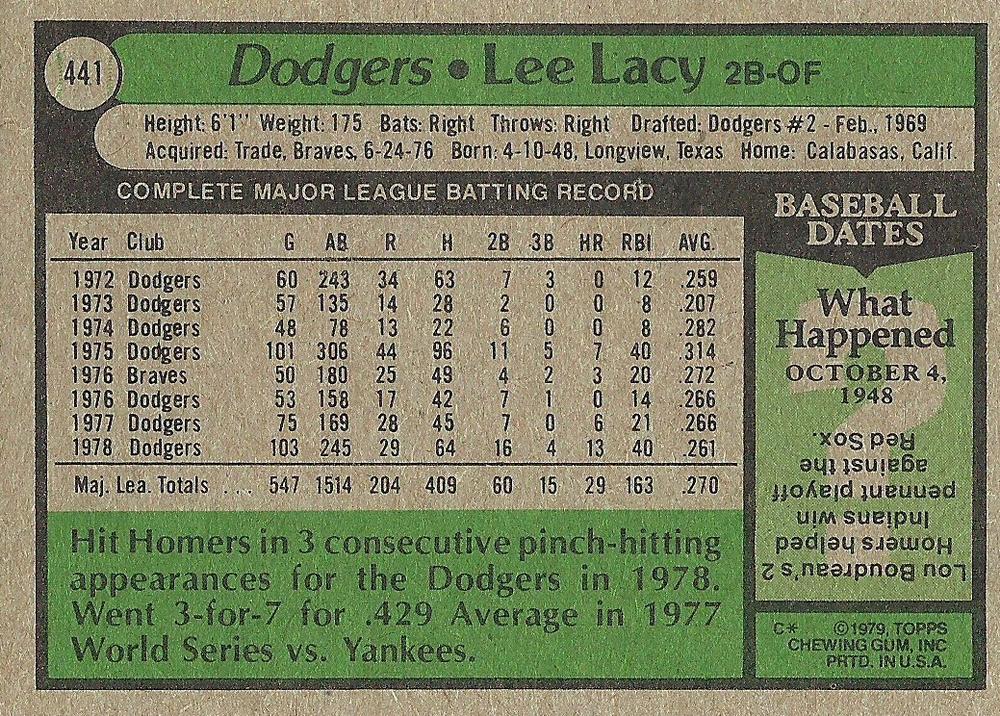 441
Dodgers • Lee Lacy 2B-OF
Height: 6'1" Weight: 175 Bats: Right Throws: Right Drafted: Dodgers #2 - Feb., 1969
Acquired: Trade, Braves, 6-24-76 Born: 4-10-48, Longview, Texas Home: Calabasas, Calif.
COMPLETE MAJOR LEAGUE BATTING RECORD
Year Club G AB R H 2B 3B HR RBI AVG.
1972 Dodgers 60 243 34 63 7 3 0 12 .259
1973 Dodgers 57 135 14 28 2 0 0 8 .207
1974 Dodgers 48 78 13 22 6 0 0 8 .282
1975 Dodgers 101 306 44 96 11 5 7 40 .314
1976 Braves 50 180 25 49 4 2 3 20 .272
1976 Dodgers 53 158 17 42 7 1 0 14 .266
1977 Dodgers 75 169 28 45 7 0 6 21 .266
1978 Dodgers 103 245 29 64 16 4 13 40 .261
Maj. Lea. Totals ... 547 1514 204 409 60 15 29 163 .270
Hit Homers in 3 consecutive pinch-hitting
appearances for the Dodgers in 1978.
Went 3-for-7 for .429 Average in 1977
World Series vs. Yankees.
BASEBALL
DATES
What
Happened
OCTOBER 4,
1948
?
Lou Boudreau's 2
Homers helped
Indians win
pennant playoff
against the
Red Sox.
C* ©1979, TOPPS
CHEWING GUM, INC
PRTD. IN U.S.A.